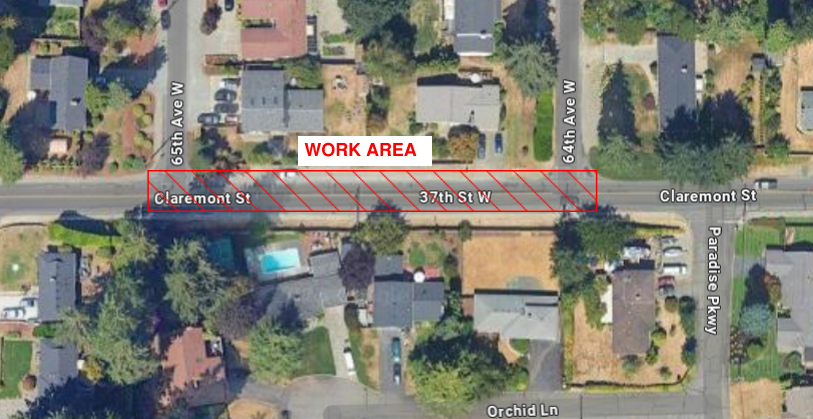 65th Ave W
64th Ave W
WORK AREA
Claremont St
37th St W
Claremont St
Paradise Pkwy
Orchid Ln